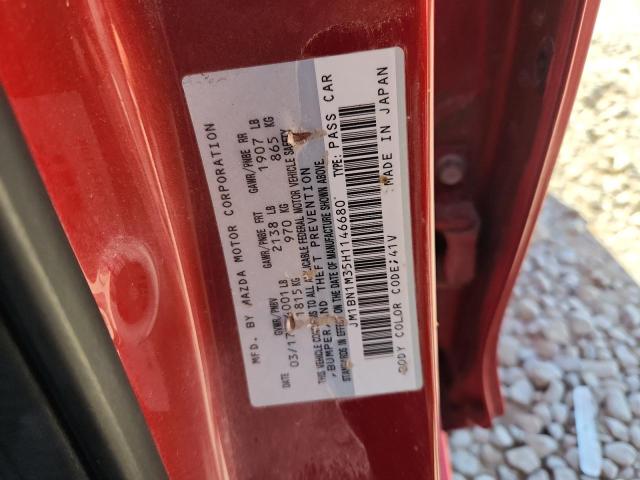 MFD. BY MAZDA MOTOR CORPORATION
DATE GVWR/PNBV GAWR/PNBE FRT GAWR/PNBE RR
03/17 4001 LB 2138 LB 1907 LB
1815 KG 970 KG 865 KG
THIS VEHICLE CONFORMS TO ALL APPLICABLE FEDERAL MOTOR VEHICLE SAFETY,
BUMPER, AND THEFT PREVENTION
STANDARDS IN EFFECT ON THE DATE OF MANUFACTURE SHOWN ABOVE.
JM1BN1M35H1146680 TYPE: PASS CAR
BODY COLOR CODE;41V MADE IN JAPAN